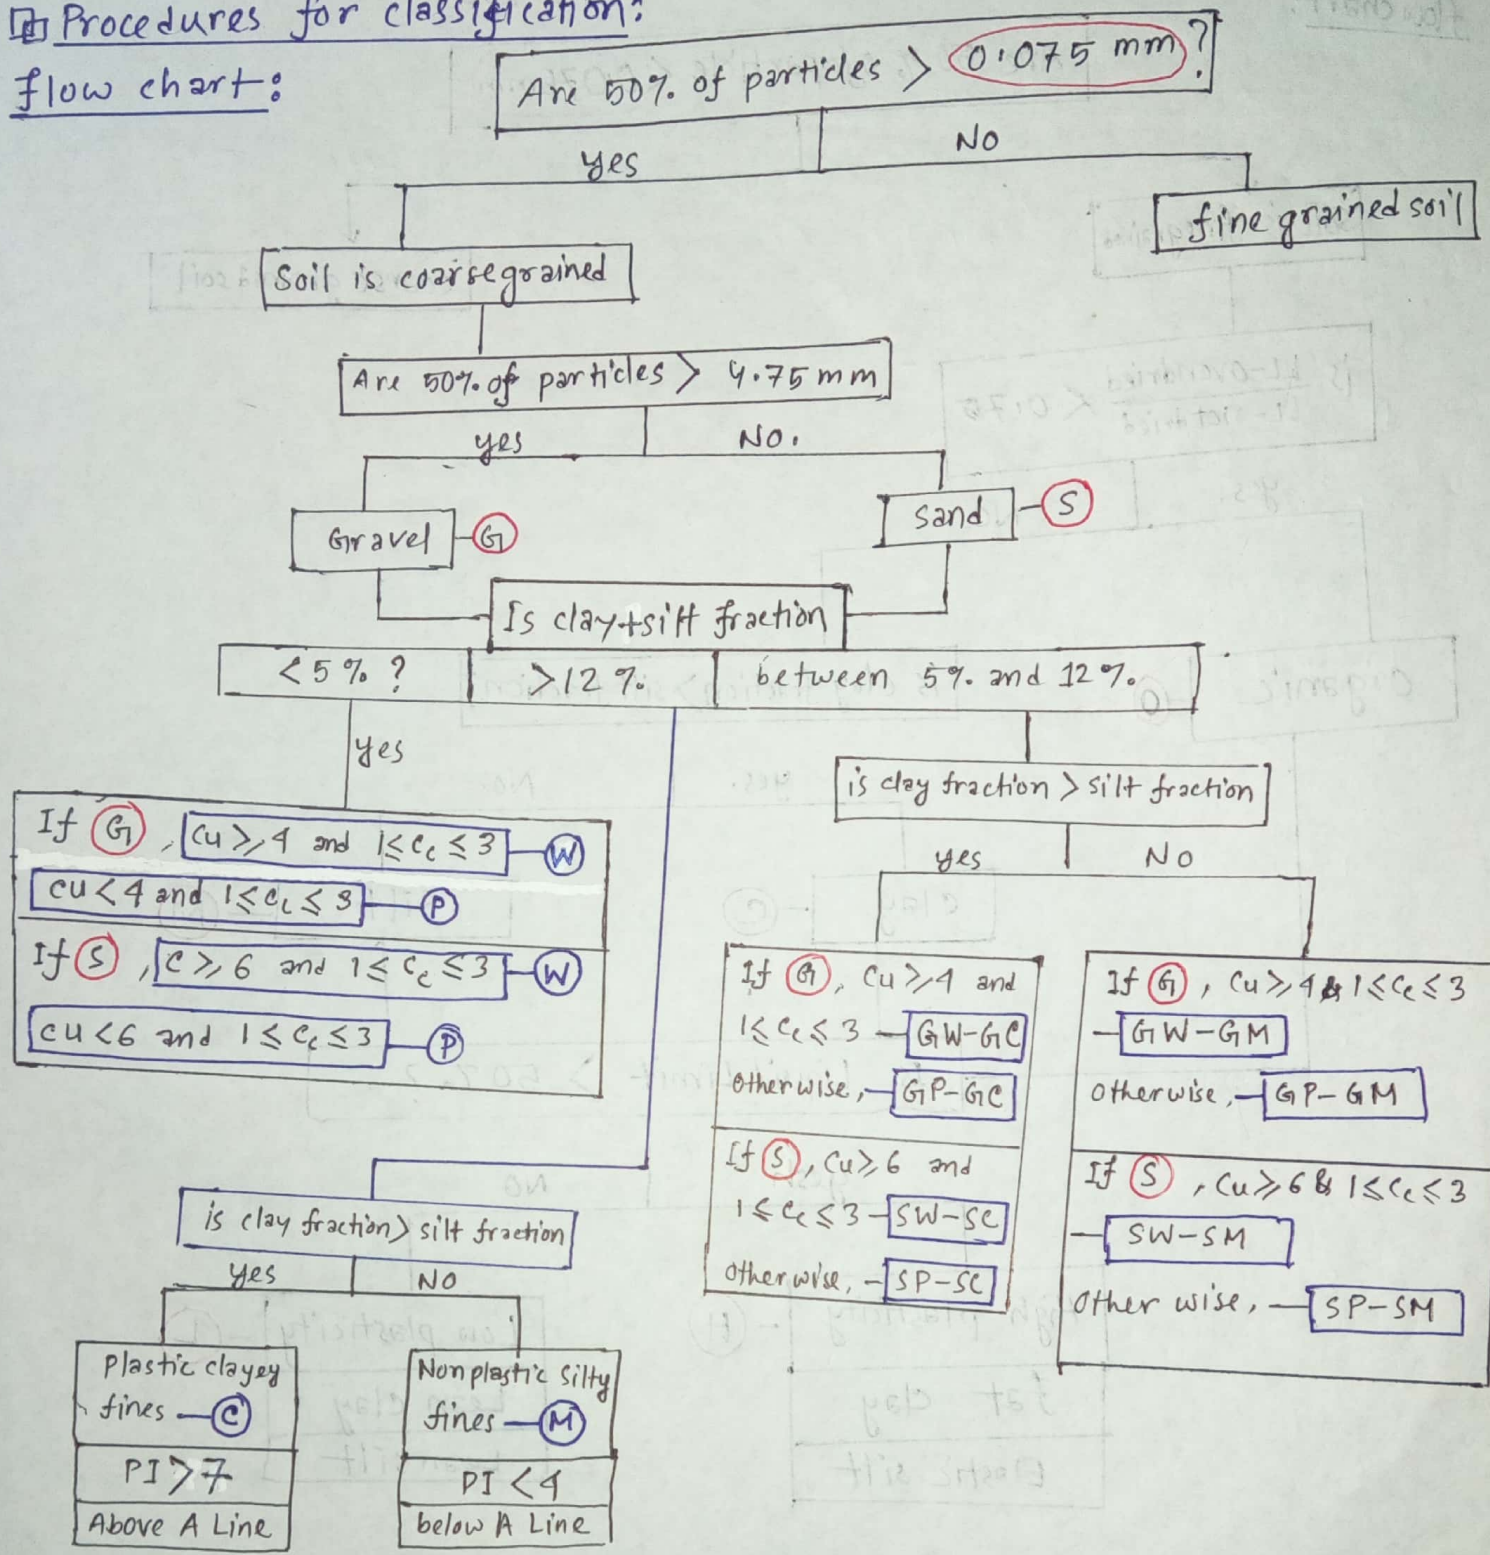 Procedures for classification:
flow chart:
Are 50% of particles > 0.075 mm?
yes
No
fine grained soil
Soil is coarse grained
Are 50% of particles > 4.75 mm
yes
No.
Gravel
G
Sand
S
Is clay+silt fraction
<5% ?
>12 %
between 5% and 12%.
yes
is clay fraction > silt fraction
yes
No
If G, Cu ≥ 4 and 1 ≤ Cc ≤ 3 W
Cu < 4 and 1 ≤ Cc ≤ 3 P
If S, C ≥ 6 and 1 ≤ Cc ≤ 3 W
Cu < 6 and 1 ≤ Cc ≤ 3 P
If G, Cu ≥ 4 and
1 ≤ Cc ≤ 3 - GW-GC
Otherwise, - GP-GC
If S, Cu ≥ 6 and
1 ≤ Cc ≤ 3 - SW-SC
Otherwise, - SP-SC
If G, Cu ≥ 4 & 1 ≤ Cc ≤ 3
- GW-GM
Otherwise, - GP-GM
If S, Cu ≥ 6 & 1 ≤ Cc ≤ 3
- SW-SM
Other wise, - SP-SM
is clay fraction > silt fraction
yes
No
Plastic clayey
fines - C
PI > 7
Above A Line
Non plastic silty
fines - M
PI < 4
below A Line